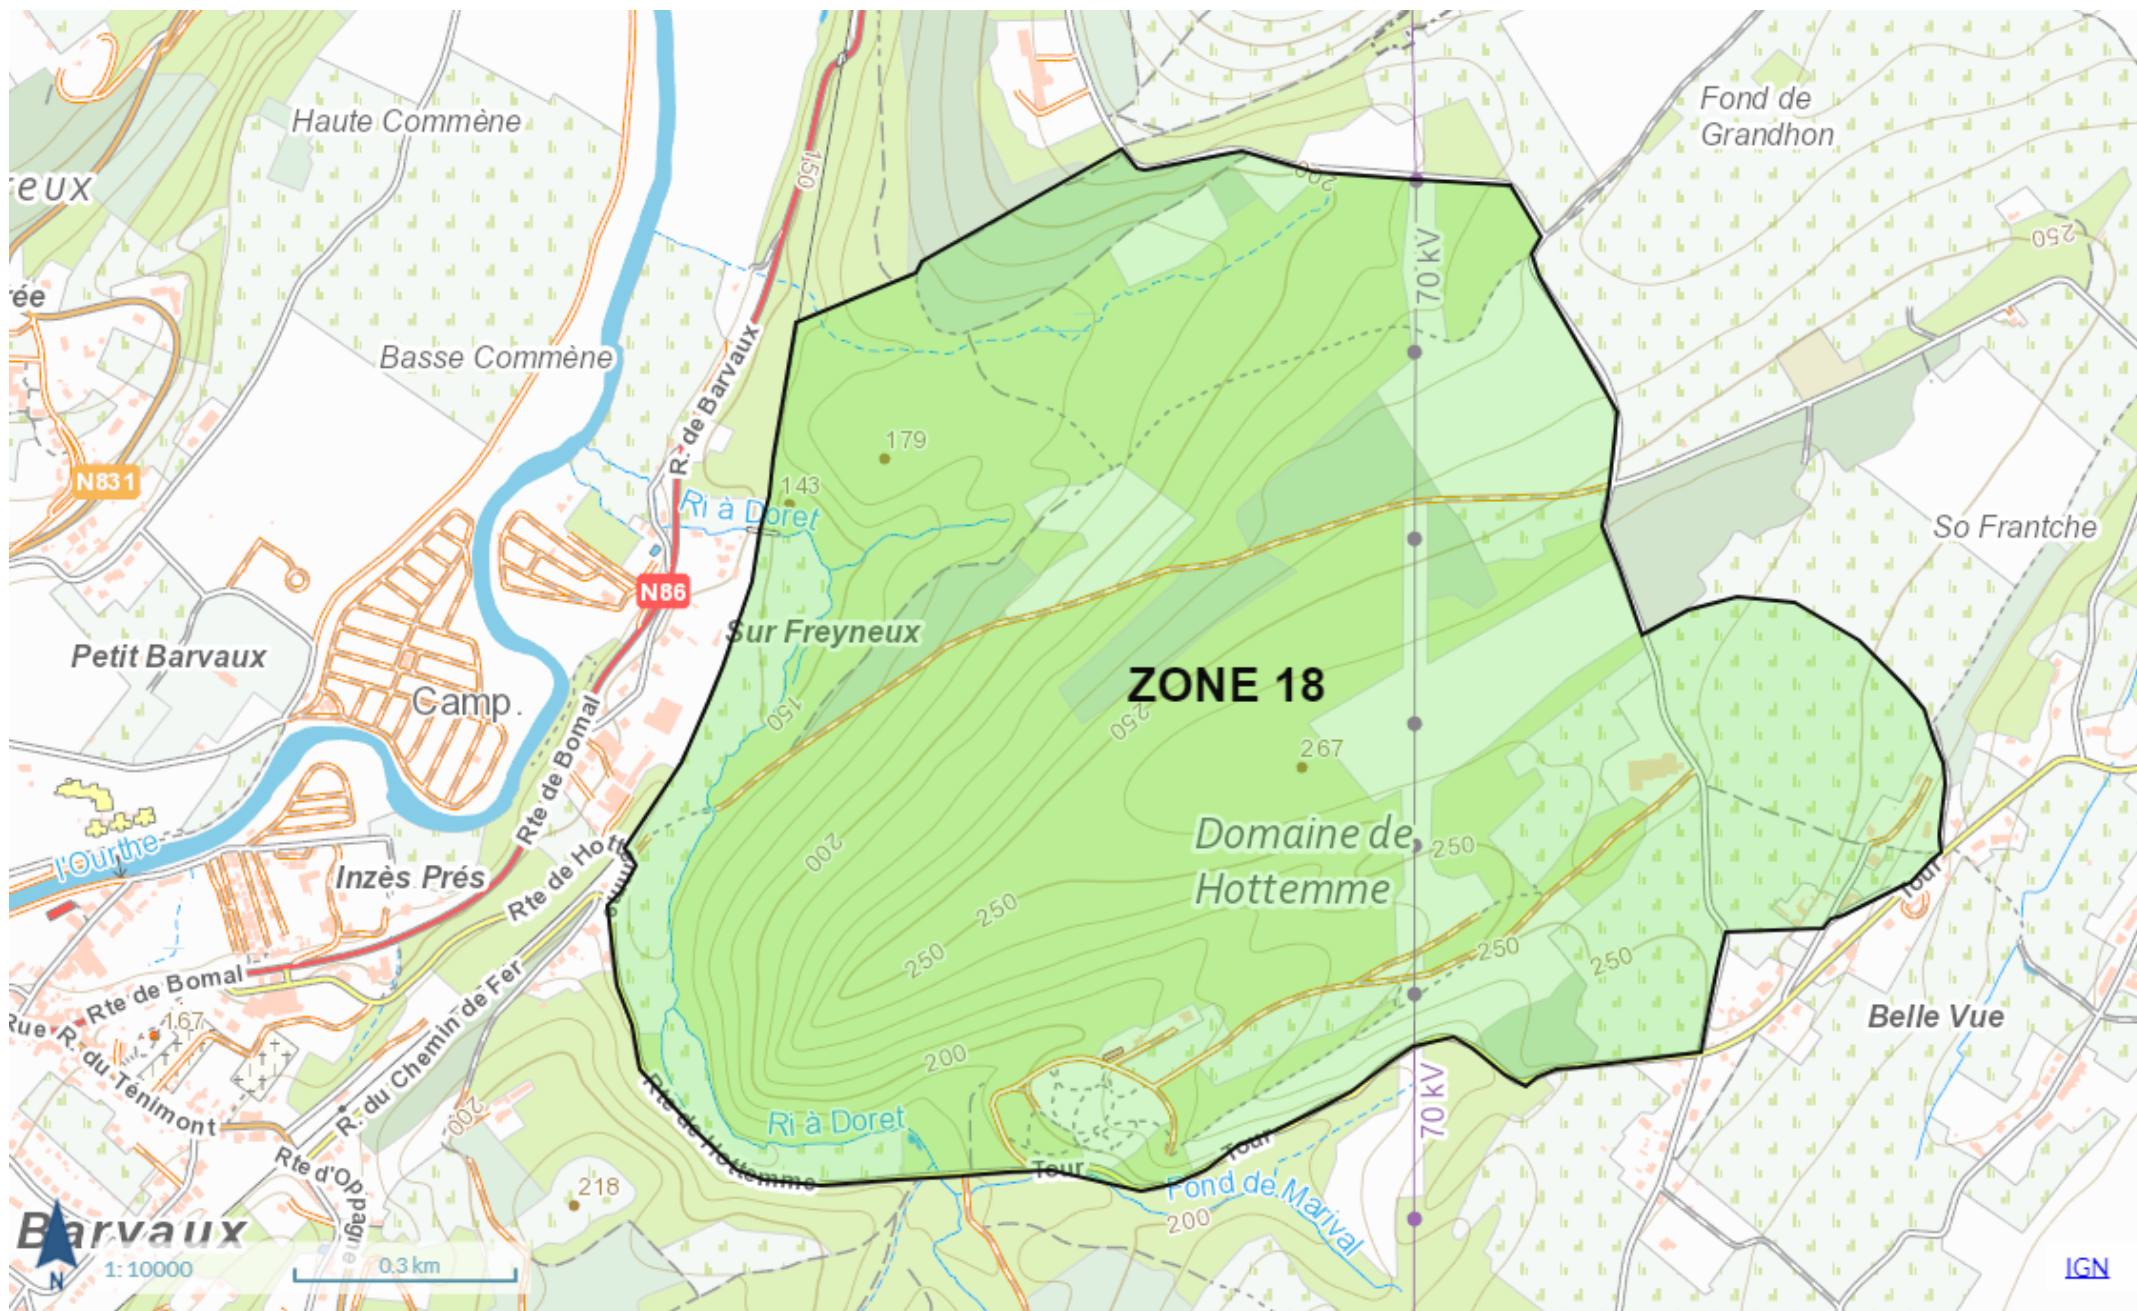 Haute Commène
Fond de
Grandhon
eux
150
200
250
70 kV
ée
Basse Commène
R. de Barvaux
179
N831
143
Ri à Doret
So Frantche
N86
Sur Freyneux
Petit Barvaux
ZONE 18
Camp.
150
250
267
Rte de Bomal
Domaine de
Hottemme
200
250
l'Ourthe
Inzès Prés
Rte de Hottemme
Tour
250
250
250
250
Rte de Bomal
Belle Vue
Rue
R. du Ténimont
167
R. du Chemin de Fer
200
200
70 kV
Rte de Hottemme
Ri à Doret
Tour
Tour
Rte d'Oppagne
218
Fond de Marival
200
Barvaux
N
1: 10000
0.3 km
IGN